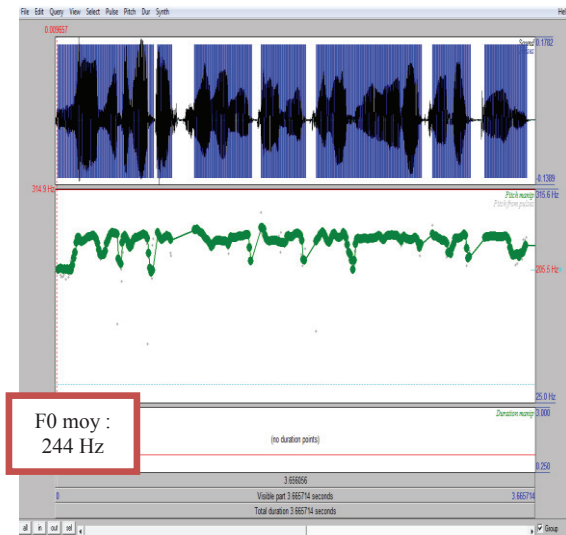 File Edit Query View Select Pulse Pitch Dur Synth Hel
0.009657
Sound 0.1782
-0.1389
314.9 Hz
Pitch manip 315.6 Hz
Pitch from pulses
205.5 Hz
25.0 Hz
F0 moy :
244 Hz
Duration manip 3.000
(no duration points)
0.250
3.656056
0 Visible part 3.665714 seconds 3.665714
Total duration 3.665714 seconds
all in out sel Group